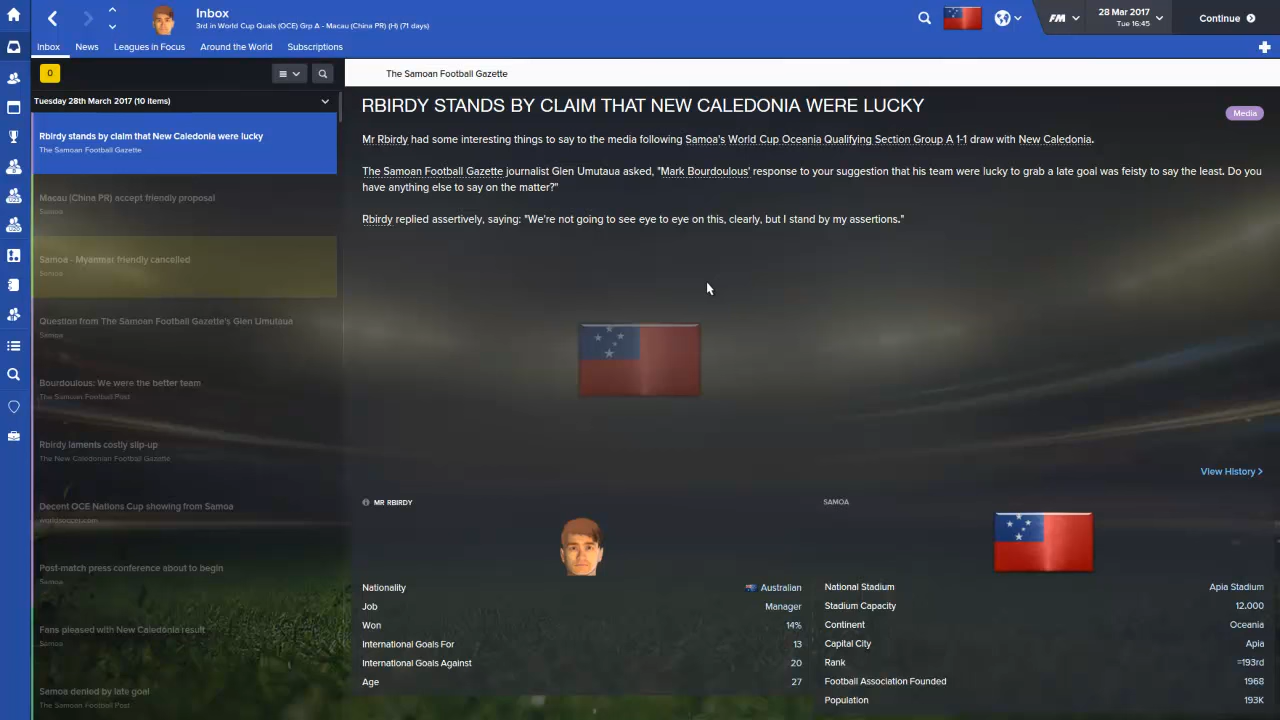 Inbox
3rd in World Cup Quals (OCE) Grp A - Macau (China PR) (H) (71 days)
FM
28 Mar 2017
Tue 16:45
Continue
Inbox News Leagues in Focus Around the World Subscriptions
0
Tuesday 28th March 2017 (10 items)
Rbirdy stands by claim that New Caledonia were lucky
The Samoan Football Gazette
Macau (China PR) accept friendly proposal
Samoa
Samoa - Myanmar friendly cancelled
Samoa
Question from The Samoan Football Gazette's Glen Umutaua
Samoa
Bourdoulous: We were the better team
The Samoan Football Post
Rbirdy laments costly slip-up
The New Caledonian Football Gazette
Decent OCE Nations Cup showing from Samoa
worldsoccer.com
Post-match press conference about to begin
Samoa
Fans pleased with New Caledonia result
Samoa
Samoa denied by late goal
The Samoan Football Post
The Samoan Football Gazette
RBIRDY STANDS BY CLAIM THAT NEW CALEDONIA WERE LUCKY
Media
Mr Rbirdy had some interesting things to say to the media following Samoa's World Cup Oceania Qualifying Section Group A 1-1 draw with New Caledonia.
The Samoan Football Gazette journalist Glen Umutaua asked, "Mark Bourdoulous' response to your suggestion that his team were lucky to grab a late goal was feisty to say the least. Do you
have anything else to say on the matter?"
Rbirdy replied assertively, saying: "We're not going to see eye to eye on this, clearly, but I stand by my assertions."
View History
MR RBIRDY
Nationality Australian
Job Manager
Won 14%
International Goals For 13
International Goals Against 20
Age 27
SAMOA
National Stadium Apia Stadium
Stadium Capacity 12,000
Continent Oceania
Capital City Apia
Rank =193rd
Football Association Founded 1968
Population 193K